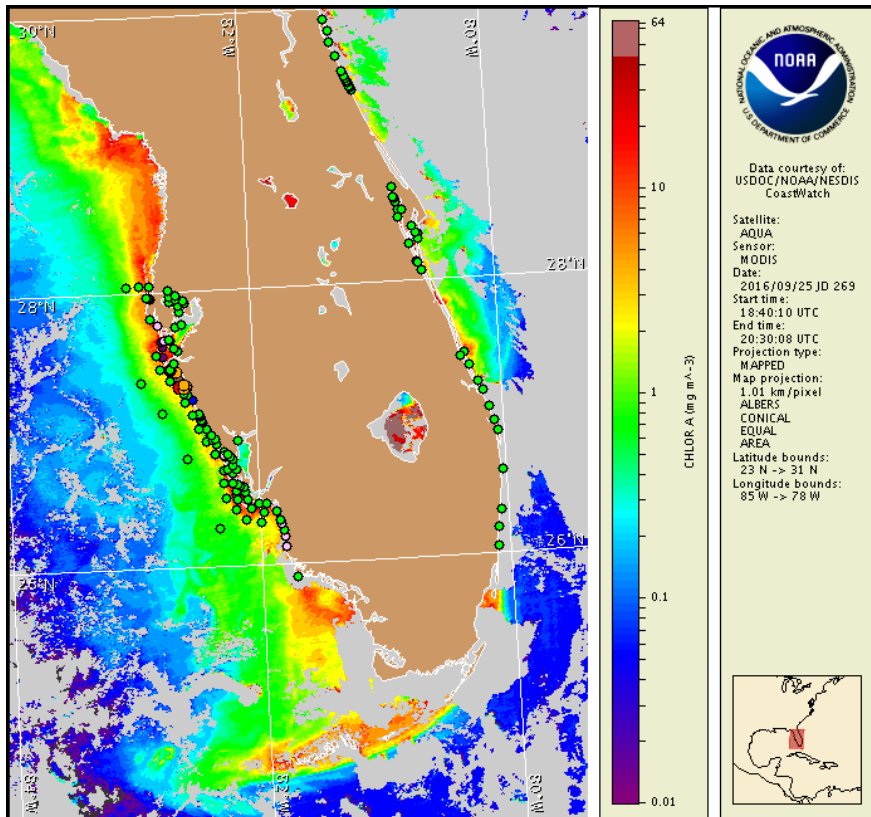 30°N
82°W
80°W
28°N
28°N
26°N
26°N
84°W
82°W
80°W
64
10
1
0.1
0.01
CHLOR A (mg m^-3)
NATIONAL OCEANIC AND ATMOSPHERIC ADMINISTRATION
NOAA
U.S. DEPARTMENT OF COMMERCE
Data courtesy of:
USDOC/NOAA/NESDIS
CoastWatch
Satellite:
AQUA
Sensor:
MODIS
Date:
2016/09/25 JD 269
Start time:
18:40:10 UTC
End time:
20:30:08 UTC
Projection type:
MAPPED
Map projection:
1.01 km/pixel
ALBERS
CONICAL
EQUAL
AREA
Latitude bounds:
23 N -> 31 N
Longitude bounds:
85 W -> 78 W